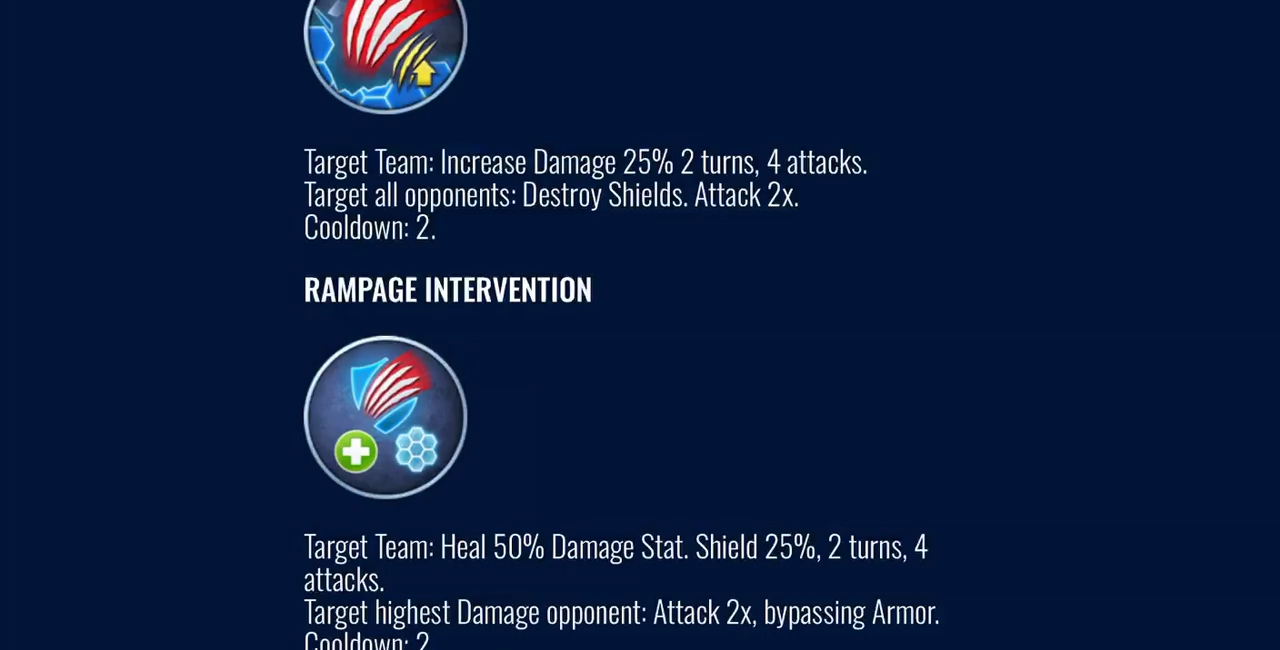 Target Team: Increase Damage 25% 2 turns, 4 attacks.
Target all opponents: Destroy Shields. Attack 2x.
Cooldown: 2.
RAMPAGE INTERVENTION
Target Team: Heal 50% Damage Stat. Shield 25%, 2 turns, 4
attacks.
Target highest Damage opponent: Attack 2x, bypassing Armor.
Cooldown: 2